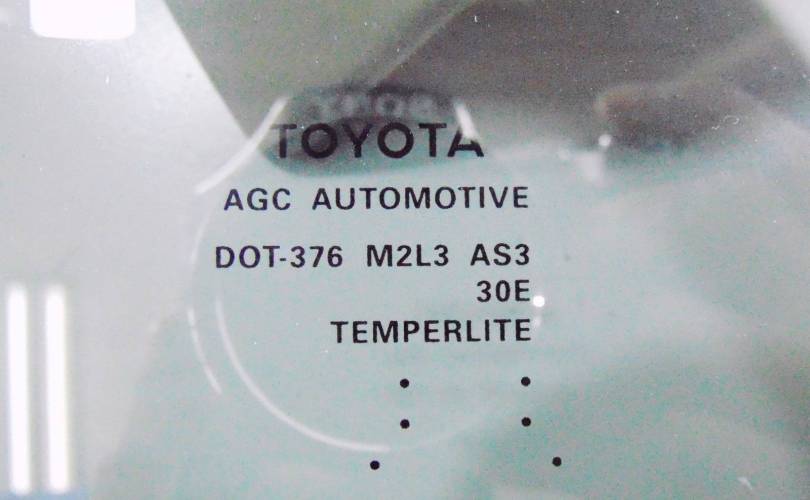 TOYOTA
AGC AUTOMOTIVE
DOT-376 M2L3 AS3
30E
TEMPERLITE